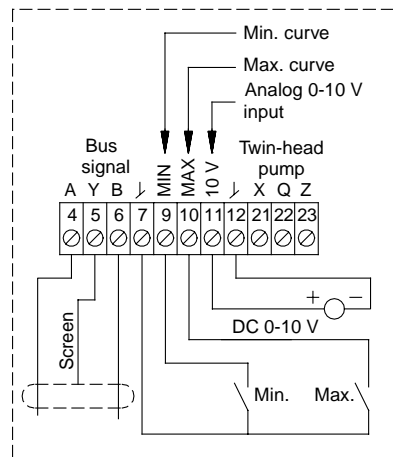 Min. curve
Max. curve
Analog 0-10 V
input
Bus
signal
MIN
MAX
10 V
Twin-head
pump
A Y B ⏊ ⏊ X Q Z
4 5 6 7 9 10 11 12 21 22 23
+ −
DC 0-10 V
Screen
Min. Max.